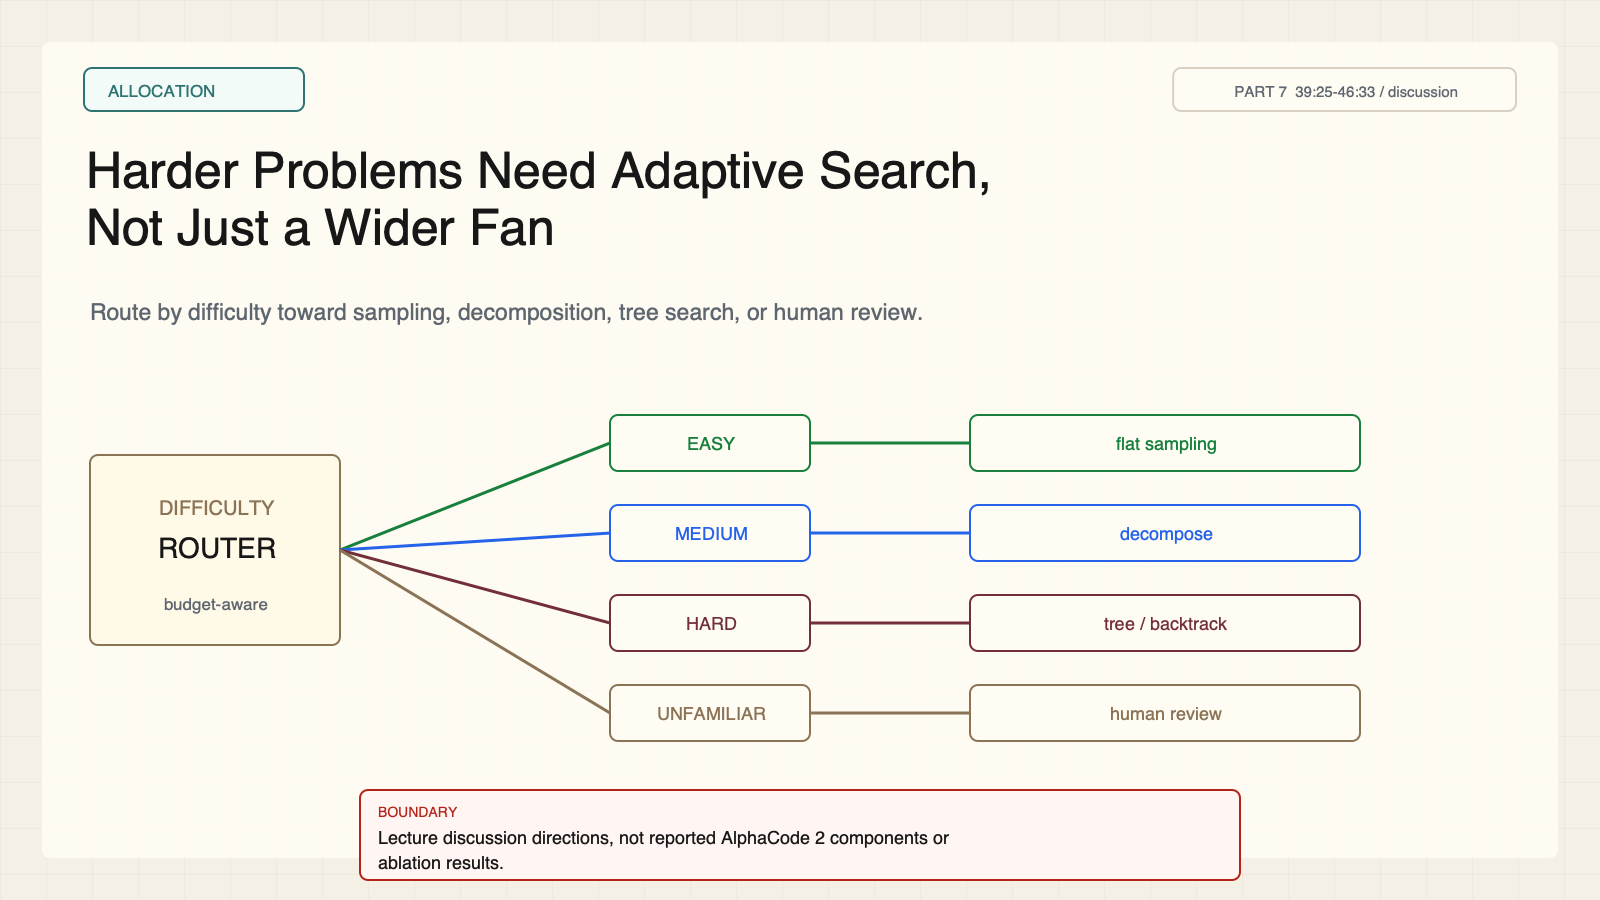 ALLOCATION
PART 7  39:25-46:33 / discussion
Harder Problems Need Adaptive Search,
Not Just a Wider Fan
Route by difficulty toward sampling, decomposition, tree search, or human review.
DIFFICULTY
ROUTER
budget-aware
EASY
flat sampling
MEDIUM
decompose
HARD
tree / backtrack
UNFAMILIAR
human review
BOUNDARY
Lecture discussion directions, not reported AlphaCode 2 components or
ablation results.